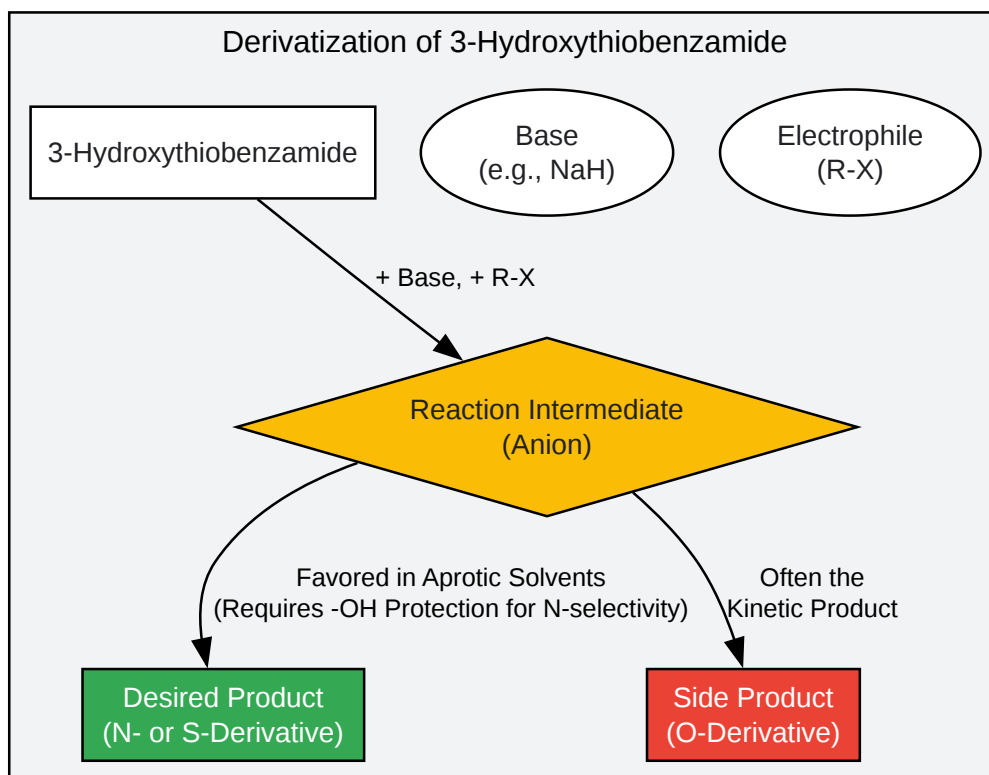 Derivatization of 3-Hydroxythiobenzamide
3-Hydroxythiobenzamide
Base
(e.g., NaH)
Electrophile
(R-X)
+ Base, + R-X
Reaction Intermediate
(Anion)
Favored in Aprotic Solvents
(Requires -OH Protection for N-selectivity)
Often the
Kinetic Product
Desired Product
(N- or S-Derivative)
Side Product
(O-Derivative)